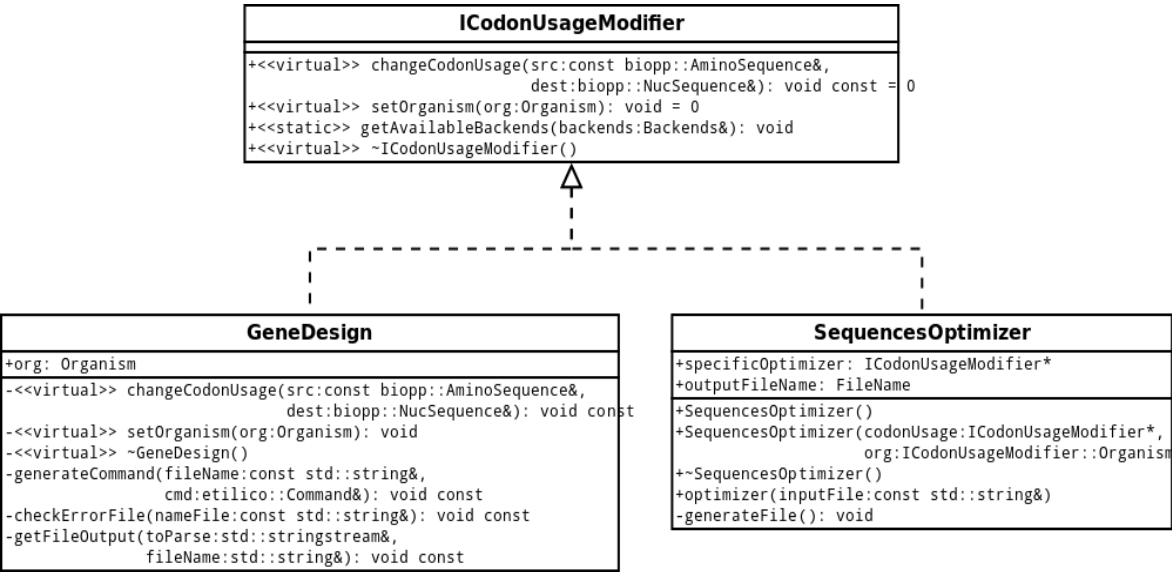 ICodonUsageModifier
+<<virtual>> changeCodonUsage(src:const biopp::AminoSequence&,
dest:biopp::NucSequence&): void const = 0
+<<virtual>> setOrganism(org:Organism): void = 0
+<<static>> getAvailableBackends(backends:Backends&): void
+<<virtual>> ~ICodonUsageModifier()
GeneDesign
+org: Organism
-<<virtual>> changeCodonUsage(src:const biopp::AminoSequence&,
dest:biopp::NucSequence&): void const
-<<virtual>> setOrganism(org:Organism): void
-<<virtual>> ~GeneDesign()
-generateCommand(fileName:const std::string&,
cmd:etilico::Command&): void const
-checkErrorFile(nameFile:const std::string&): void const
-getFileOutput(toParse:std::stringstream&,
fileName:std::string&): void const
SequencesOptimizer
+specificOptimizer: ICodonUsageModifier*
+outputFileName: FileName
+SequencesOptimizer()
+SequencesOptimizer(codonUsage:ICodonUsageModifier*,
org:ICodonUsageModifier::Organism
+~SequencesOptimizer()
+optimizer(inputFile:const std::string&)
-generateFile(): void